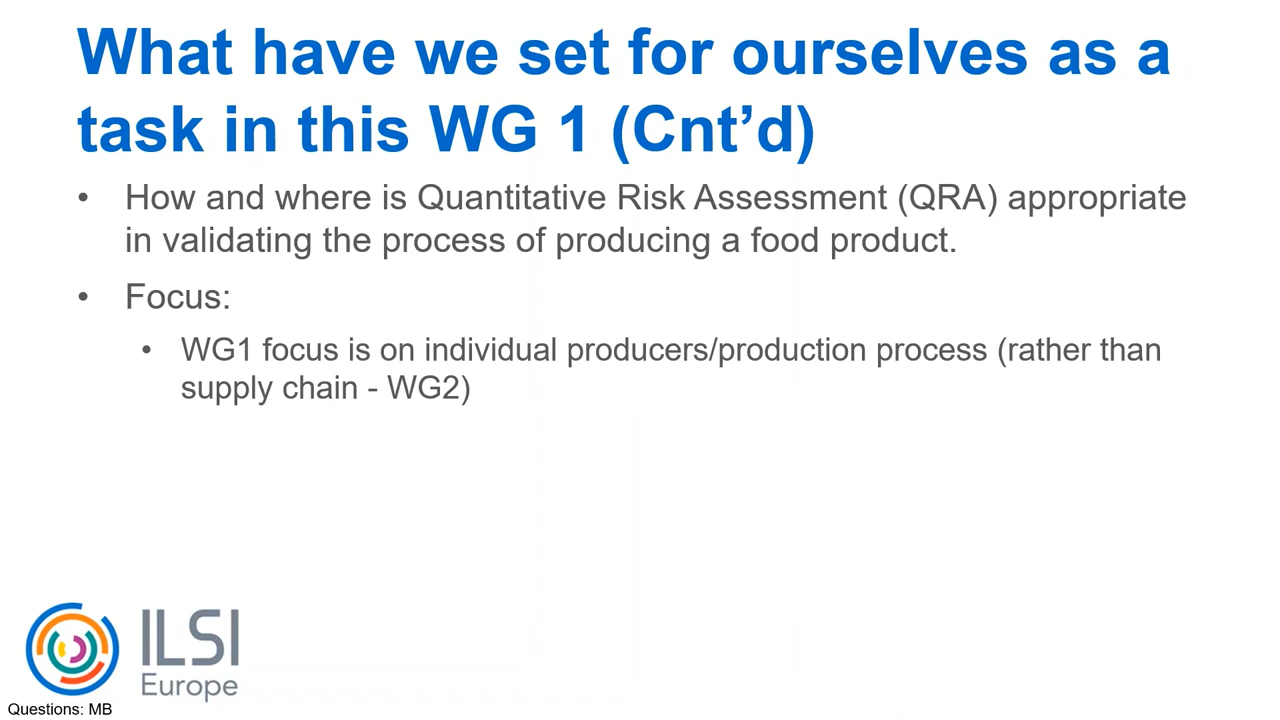 What have we set for ourselves as a
task in this WG 1 (Cnt’d)
• How and where is Quantitative Risk Assessment (QRA) appropriate
in validating the process of producing a food product.
• Focus:
• WG1 focus is on individual producers/production process (rather than
supply chain - WG2)
ILSI
Europe
Questions: MB